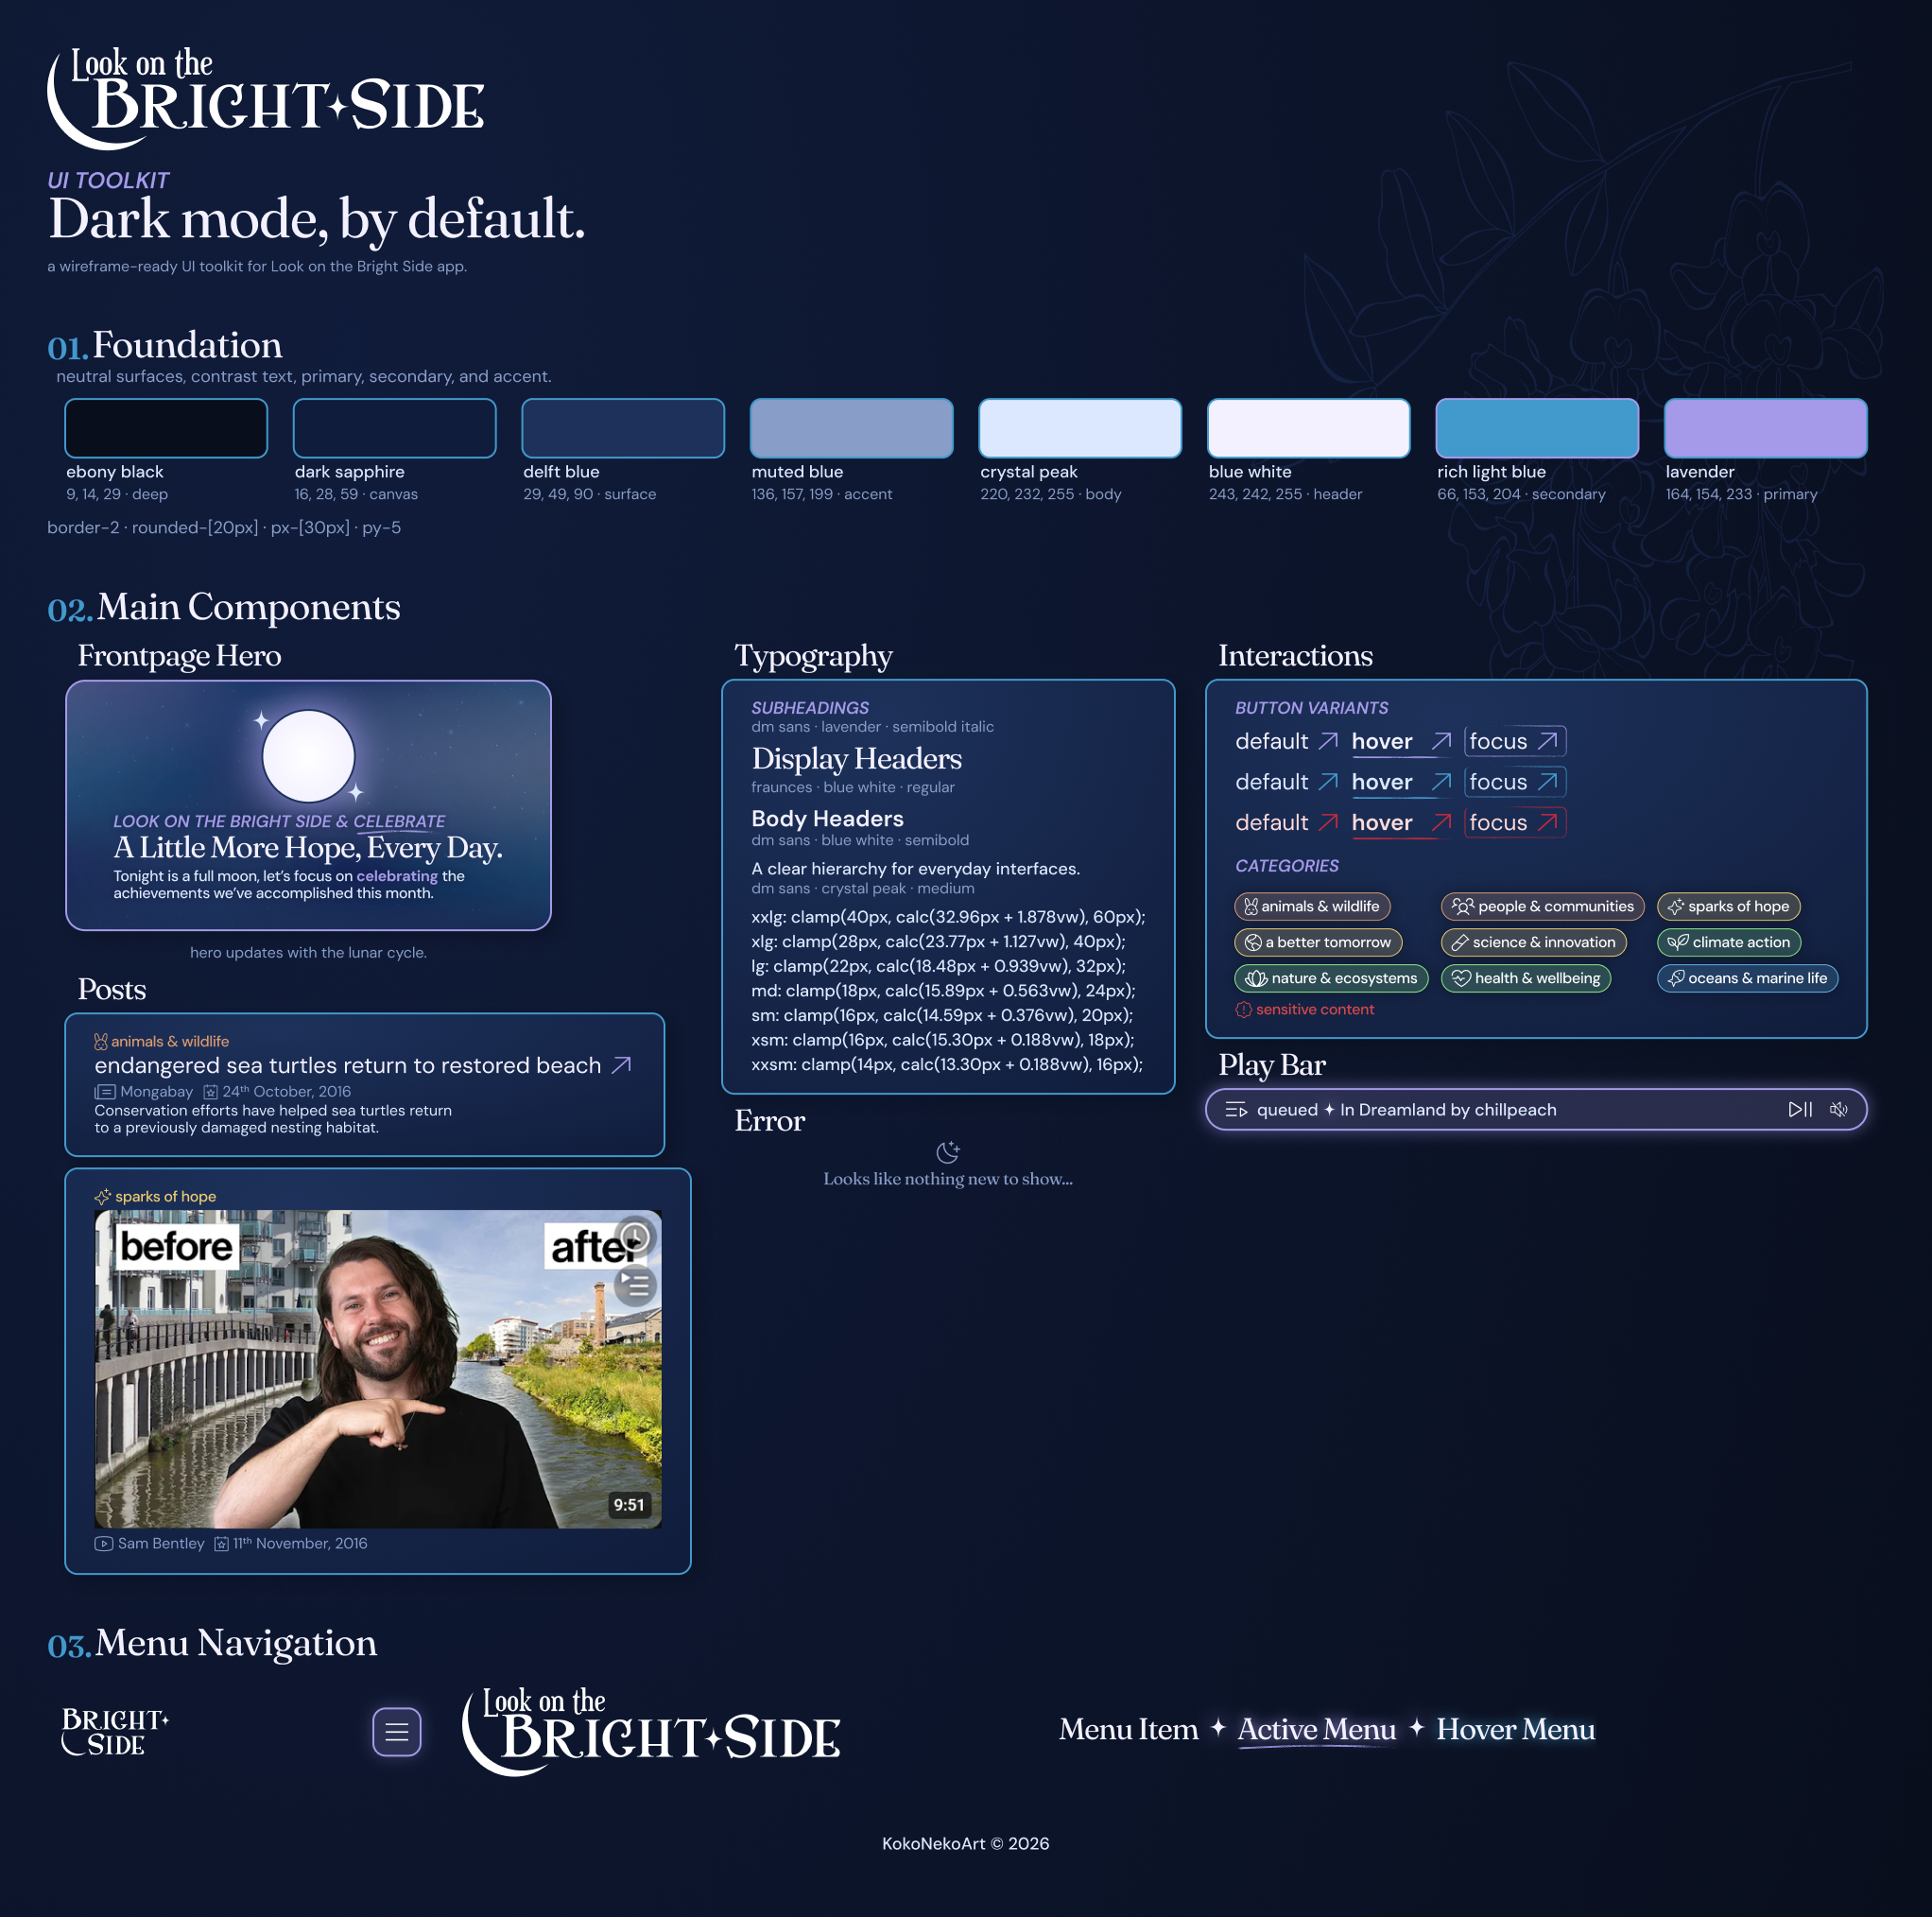 Look on the
BRIGHT SIDE
UI TOOLKIT
Dark mode, by default.
a wireframe-ready UI toolkit for Look on the Bright Side app.
01. Foundation
neutral surfaces, contrast text, primary, secondary, and accent.
ebony black
9, 14, 29 · deep
dark sapphire
16, 28, 59 · canvas
delft blue
29, 49, 90 · surface
muted blue
136, 157, 199 · accent
crystal peak
220, 232, 255 · body
blue white
243, 242, 255 · header
rich light blue
66, 153, 204 · secondary
lavender
164, 154, 233 · primary
border-2 · rounded-[20px] · px-[30px] · py-5
02. Main Components
Frontpage Hero
LOOK ON THE BRIGHT SIDE & CELEBRATE
A Little More Hope, Every Day.
Tonight is a full moon, let's focus on celebrating the
achievements we've accomplished this month.
hero updates with the lunar cycle.
Posts
animals & wildlife
endangered sea turtles return to restored beach
Mongabay 24th October, 2016
Conservation efforts have helped sea turtles return
to a previously damaged nesting habitat.
sparks of hope
before
after
9:51
Sam Bentley 11th November, 2016
Typography
SUBHEADINGS
dm sans · lavender · semibold italic
Display Headers
fraunces · blue white · regular
Body Headers
dm sans · blue white · semibold
A clear hierarchy for everyday interfaces.
dm sans · crystal peak · medium
xxlg: clamp(40px, calc(32.96px + 1.878vw), 60px);
xlg: clamp(28px, calc(23.77px + 1.127vw), 40px);
lg: clamp(22px, calc(18.48px + 0.939vw), 32px);
md: clamp(18px, calc(15.89px + 0.563vw), 24px);
sm: clamp(16px, calc(14.59px + 0.376vw), 20px);
xsm: clamp(16px, calc(15.30px + 0.188vw), 18px);
xxsm: clamp(14px, calc(13.30px + 0.188vw), 16px);
Error
Looks like nothing new to show...
Interactions
BUTTON VARIANTS
default hover focus
default hover focus
default hover focus
CATEGORIES
animals & wildlife people & communities sparks of hope
a better tomorrow science & innovation climate action
nature & ecosystems health & wellbeing oceans & marine life
sensitive content
Play Bar
queued ✦ In Dreamland by chillpeach
03. Menu Navigation
BRIGHT
SIDE
Look on the
BRIGHT SIDE
Menu Item ✦ Active Menu ✦ Hover Menu
KokoNekoArt © 2026